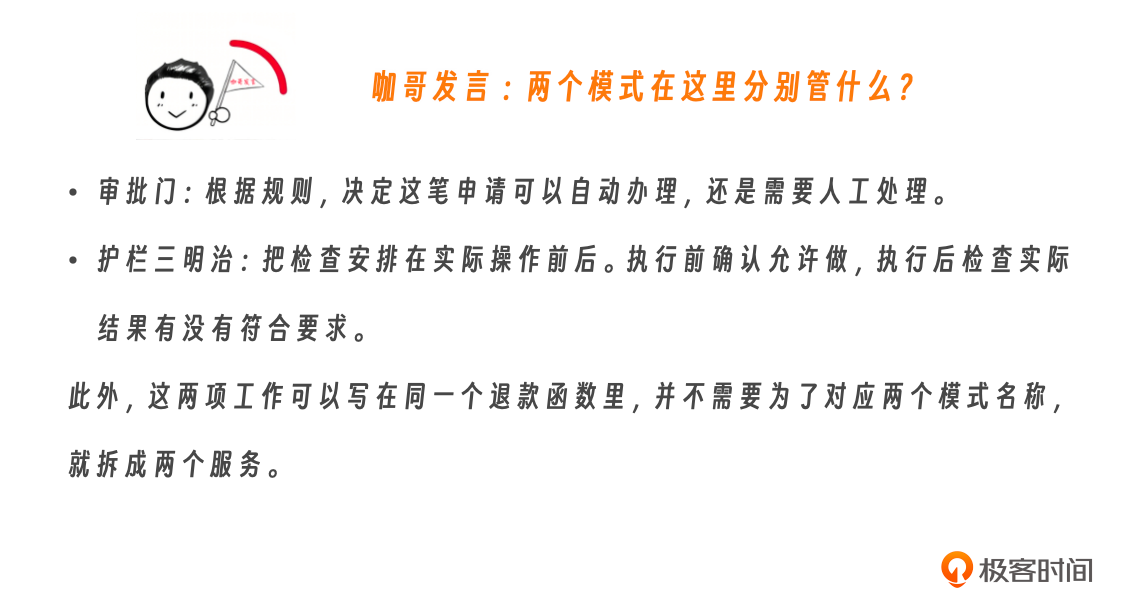 咖哥发言
咖哥发言：两个模式在这里分别管什么？
• 审批门：根据规则，决定这笔申请可以自动办理，还是需要人工处理。
• 护栏三明治：把检查安排在实际操作前后。执行前确认允许做，执行后检查实际
结果有没有符合要求。
此外，这两项工作可以写在同一个退款函数里，并不需要为了对应两个模式名称，
就拆成两个服务。
极客时间